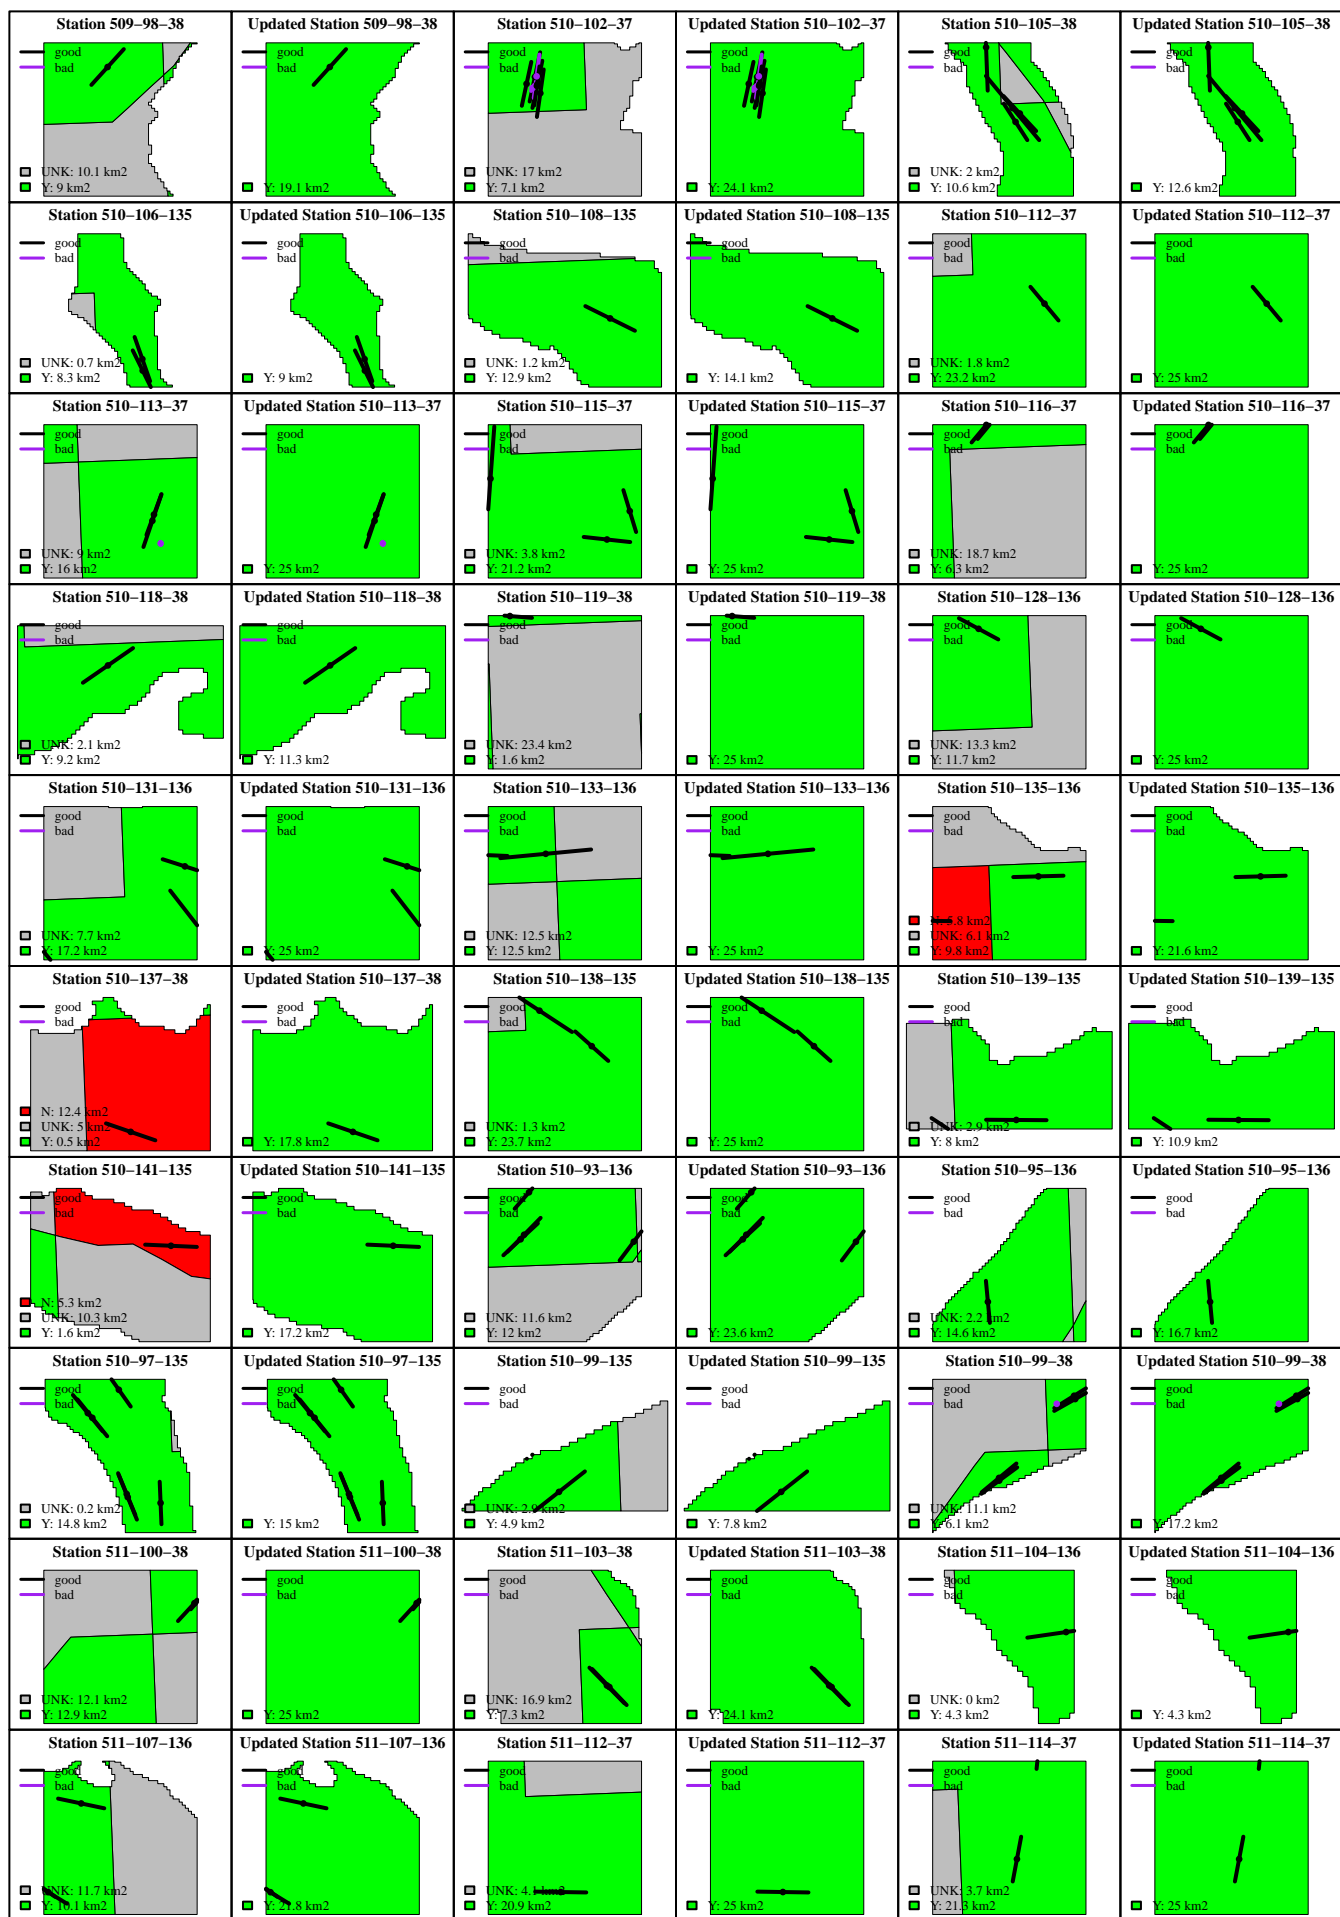 Station 509−98−38
good
bad
UNK: 10.1 km2
Y: 9 km2
Updated Station 509−98−38
good
bad
Y: 19.1 km2
Station 510−102−37
good
bad
UNK: 17 km2
Y: 7.1 km2
Updated Station 510−102−37
good
bad
Y: 24.1 km2
Station 510−105−38
good
bad
UNK: 2 km2
Y: 10.6 km2
Updated Station 510−105−38
good
bad
Y: 12.6 km2
Station 510−106−135
good
bad
UNK: 0.7 km2
Y: 8.3 km2
Updated Station 510−106−135
good
bad
Y: 9 km2
Station 510−108−135
good
bad
UNK: 1.2 km2
Y: 12.9 km2
Updated Station 510−108−135
good
bad
Y: 14.1 km2
Station 510−112−37
good
bad
UNK: 1.8 km2
Y: 23.2 km2
Updated Station 510−112−37
good
bad
Y: 25 km2
Station 510−113−37
good
bad
UNK: 9 km2
Y: 16 km2
Updated Station 510−113−37
good
bad
Y: 25 km2
Station 510−115−37
good
bad
UNK: 3.8 km2
Y: 21.2 km2
Updated Station 510−115−37
good
bad
Y: 25 km2
Station 510−116−37
good
bad
UNK: 18.7 km2
Y: 6.3 km2
Updated Station 510−116−37
good
bad
Y: 25 km2
Station 510−118−38
good
bad
UNK: 2.1 km2
Y: 9.2 km2
Updated Station 510−118−38
good
bad
Y: 11.3 km2
Station 510−119−38
good
bad
UNK: 23.4 km2
Y: 1.6 km2
Updated Station 510−119−38
good
bad
Y: 25 km2
Station 510−128−136
good
bad
UNK: 13.3 km2
Y: 11.7 km2
Updated Station 510−128−136
good
bad
Y: 25 km2
Station 510−131−136
good
bad
UNK: 7.7 km2
Y: 17.2 km2
Updated Station 510−131−136
good
bad
Y: 25 km2
Station 510−133−136
good
bad
UNK: 12.5 km2
Y: 12.5 km2
Updated Station 510−133−136
good
bad
Y: 25 km2
Station 510−135−136
good
bad
N: 5.8 km2
UNK: 6.1 km2
Y: 9.8 km2
Updated Station 510−135−136
good
bad
Y: 21.6 km2
Station 510−137−38
good
bad
N: 12.4 km2
UNK: 5 km2
Y: 0.5 km2
Updated Station 510−137−38
good
bad
Y: 17.8 km2
Station 510−138−135
good
bad
UNK: 1.3 km2
Y: 23.7 km2
Updated Station 510−138−135
good
bad
Y: 25 km2
Station 510−139−135
good
bad
UNK: 2.9 km2
Y: 8 km2
Updated Station 510−139−135
good
bad
Y: 10.9 km2
Station 510−141−135
good
bad
N: 5.3 km2
UNK: 10.3 km2
Y: 1.6 km2
Updated Station 510−141−135
good
bad
Y: 17.2 km2
Station 510−93−136
good
bad
UNK: 11.6 km2
Y: 12 km2
Updated Station 510−93−136
good
bad
Y: 23.6 km2
Station 510−95−136
good
bad
UNK: 2.2 km2
Y: 14.6 km2
Updated Station 510−95−136
good
bad
Y: 16.7 km2
Station 510−97−135
good
bad
UNK: 0.2 km2
Y: 14.8 km2
Updated Station 510−97−135
good
bad
Y: 15 km2
Station 510−99−135
good
bad
UNK: 2.9 km2
Y: 4.9 km2
Updated Station 510−99−135
good
bad
Y: 7.8 km2
Station 510−99−38
good
bad
UNK: 11.1 km2
Y: 6.1 km2
Updated Station 510−99−38
good
bad
Y: 17.2 km2
Station 511−100−38
good
bad
UNK: 12.1 km2
Y: 12.9 km2
Updated Station 511−100−38
good
bad
Y: 25 km2
Station 511−103−38
good
bad
UNK: 16.9 km2
Y: 7.3 km2
Updated Station 511−103−38
good
bad
Y: 24.1 km2
Station 511−104−136
good
bad
UNK: 0 km2
Y: 4.3 km2
Updated Station 511−104−136
good
bad
Y: 4.3 km2
Station 511−107−136
good
bad
UNK: 11.7 km2
Y: 10.1 km2
Updated Station 511−107−136
good
bad
Y: 21.8 km2
Station 511−112−37
good
bad
UNK: 4.1 km2
Y: 20.9 km2
Updated Station 511−112−37
good
bad
Y: 25 km2
Station 511−114−37
good
bad
UNK: 3.7 km2
Y: 21.3 km2
Updated Station 511−114−37
good
bad
Y: 25 km2